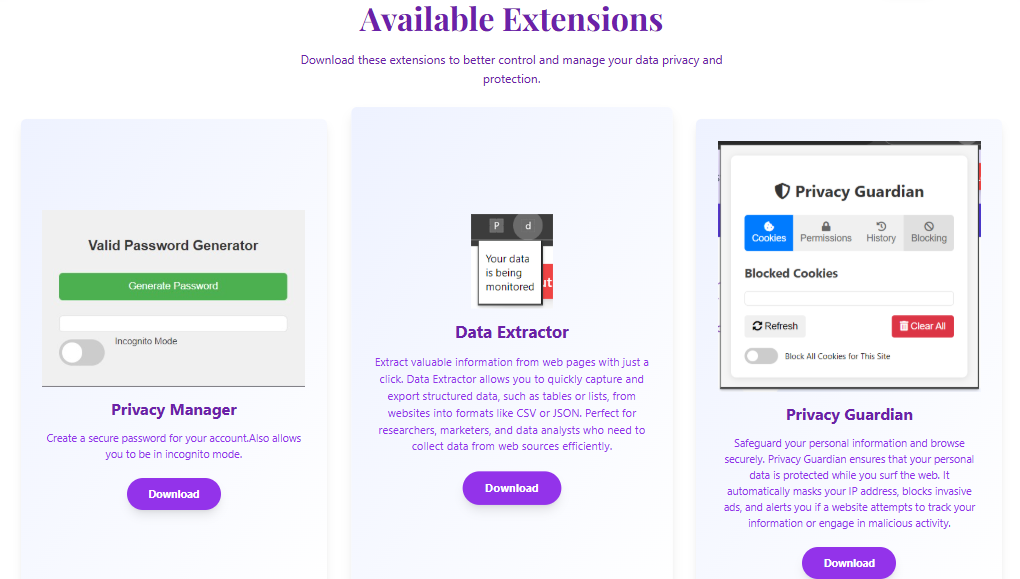 Available Extensions
Download these extensions to better control and manage your data privacy and
protection.
Valid Password Generator
Generate Password
Incognito Mode
Privacy Manager
Create a secure password for your account.Also allows
you to be in incognito mode.
Download
P
d
Your data
is being
monitored
ut
Data Extractor
Extract valuable information from web pages with just a
click. Data Extractor allows you to quickly capture and
export structured data, such as tables or lists, from
websites into formats like CSV or JSON. Perfect for
researchers, marketers, and data analysts who need to
collect data from web sources efficiently.
Download
Privacy Guardian
Cookies Permissions History Blocking
Blocked Cookies
Refresh Clear All
Block All Cookies for This Site
Privacy Guardian
Safeguard your personal information and browse
securely. Privacy Guardian ensures that your personal
data is protected while you surf the web. It
automatically masks your IP address, blocks invasive
ads, and alerts you if a website attempts to track your
information or engage in malicious activity.
Download